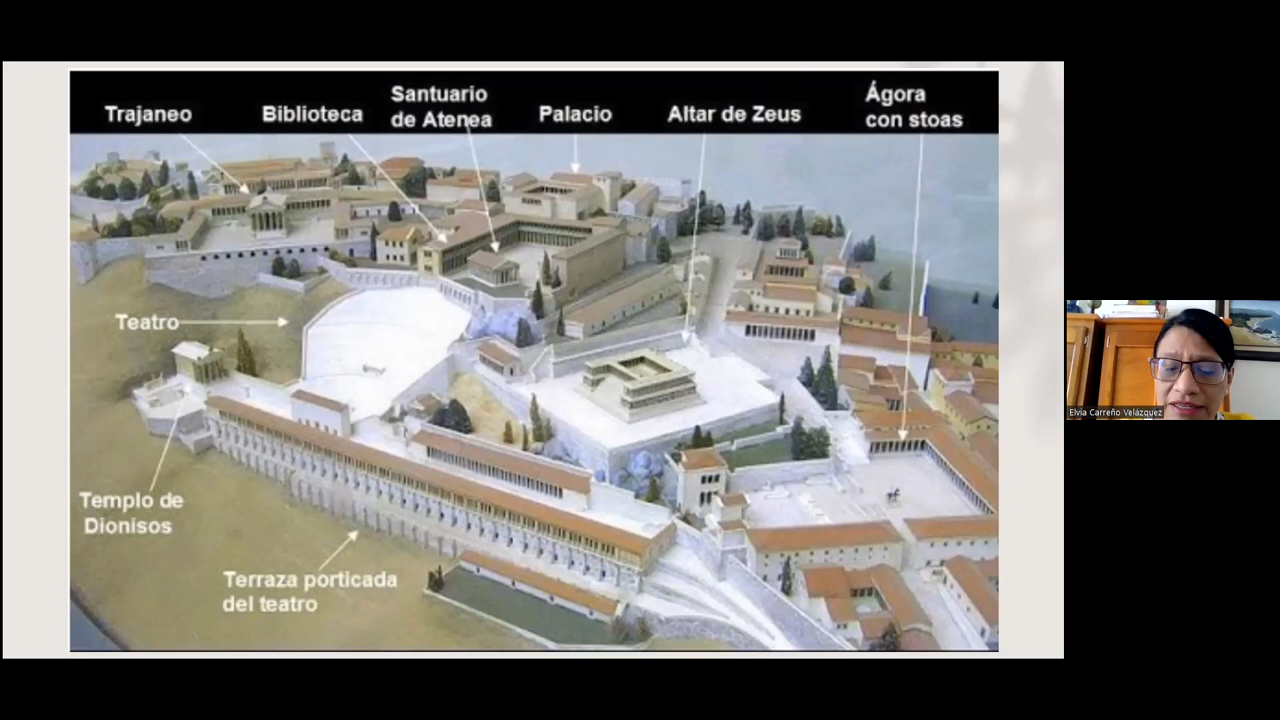 Trajaneo
Biblioteca
Santuario
de Atenea
Palacio
Altar de Zeus
Ágora
con stoas
Teatro
Templo de
Dionisos
Terraza porticada
del teatro
Elvia Carreño Velázquez